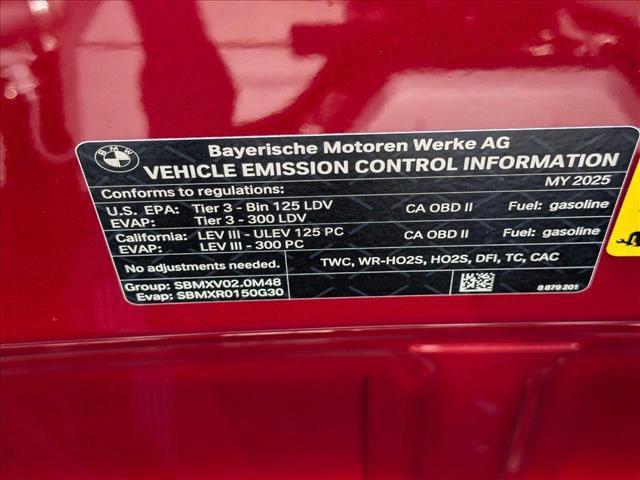 BMW
Bayerische Motoren Werke AG
VEHICLE EMISSION CONTROL INFORMATION
Conforms to regulations: MY 2025
U.S. EPA: Tier 3 - Bin 125 LDV CA OBD II Fuel: gasoline
EVAP: Tier 3 - 300 LDV
California: LEV III - ULEV 125 PC CA OBD II Fuel: gasoline
EVAP: LEV III - 300 PC
No adjustments needed. TWC, WR-HO2S, HO2S, DFI, TC, CAC
Group: SBMXV02.0M48
Evap: SBMXR0150G30 8 879 201